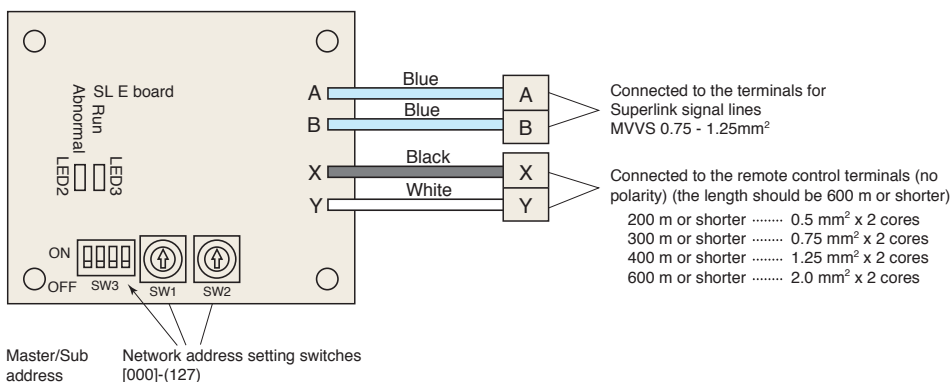 SL E board
Abnormal
Run
LED2
LED3
ON
OFF
SW3
SW1
SW2
A
B
X
Y
Blue
Blue
Black
White
A
B
X
Y
Connected to the terminals for
Superlink signal lines
MVVS 0.75 - 1.25mm²
Connected to the remote control terminals (no
polarity) (the length should be 600 m or shorter)
200 m or shorter ········ 0.5 mm² x 2 cores
300 m or shorter ········ 0.75 mm² x 2 cores
400 m or shorter ········ 1.25 mm² x 2 cores
600 m or shorter ········ 2.0 mm² x 2 cores
Master/Sub
address
Network address setting switches
[000]-(127)